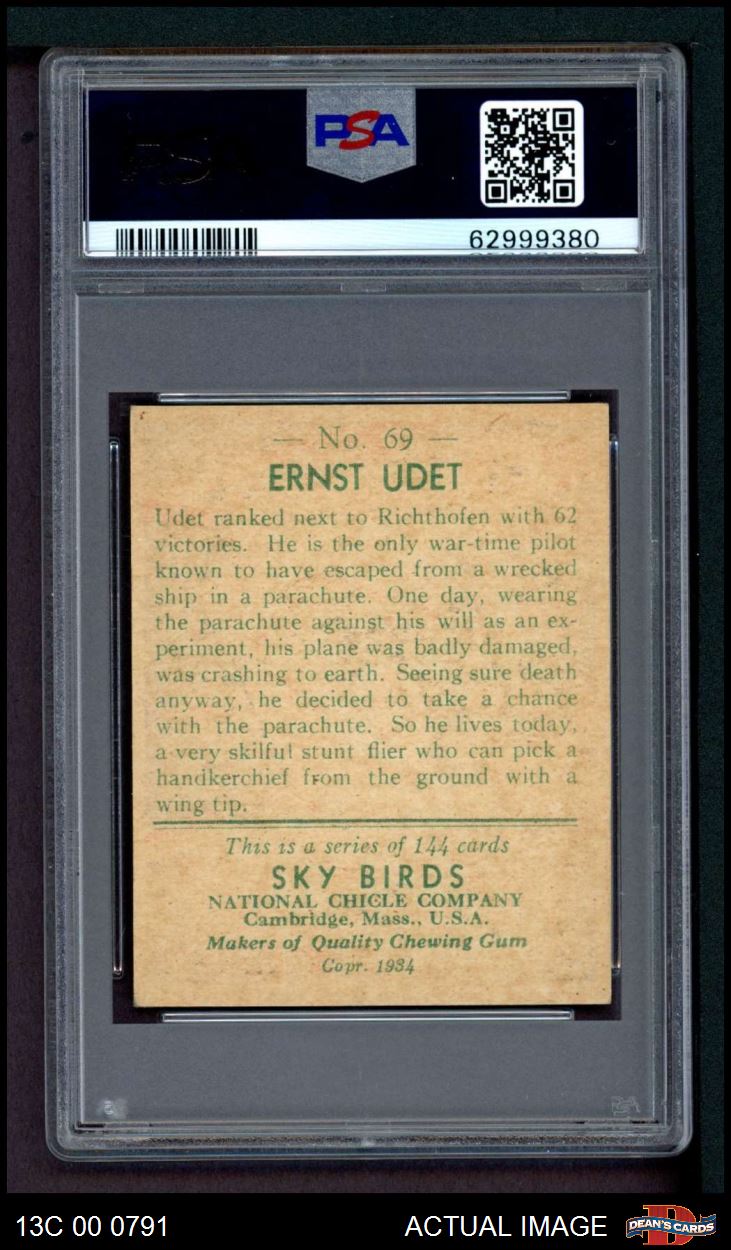 PSA
62999380
— No. 69 —
ERNST UDET
Udet ranked next to Richthofen with 62
victories. He is the only war-time pilot
known to have escaped from a wrecked
ship in a parachute. One day, wearing
the parachute against his will as an ex-
periment, his plane was badly damaged,
was crashing to earth. Seeing sure death
anyway, he decided to take a chance
with the parachute. So he lives today,
a very skilful stunt flier who can pick a
handkerchief from the ground with a
wing tip.
This is a series of 144 cards
SKY BIRDS
NATIONAL CHICLE COMPANY
Cambridge, Mass., U.S.A.
Makers of Quality Chewing Gum
Copr. 1934
13C 00 0791
ACTUAL IMAGE
D
DEAN'S CARDS